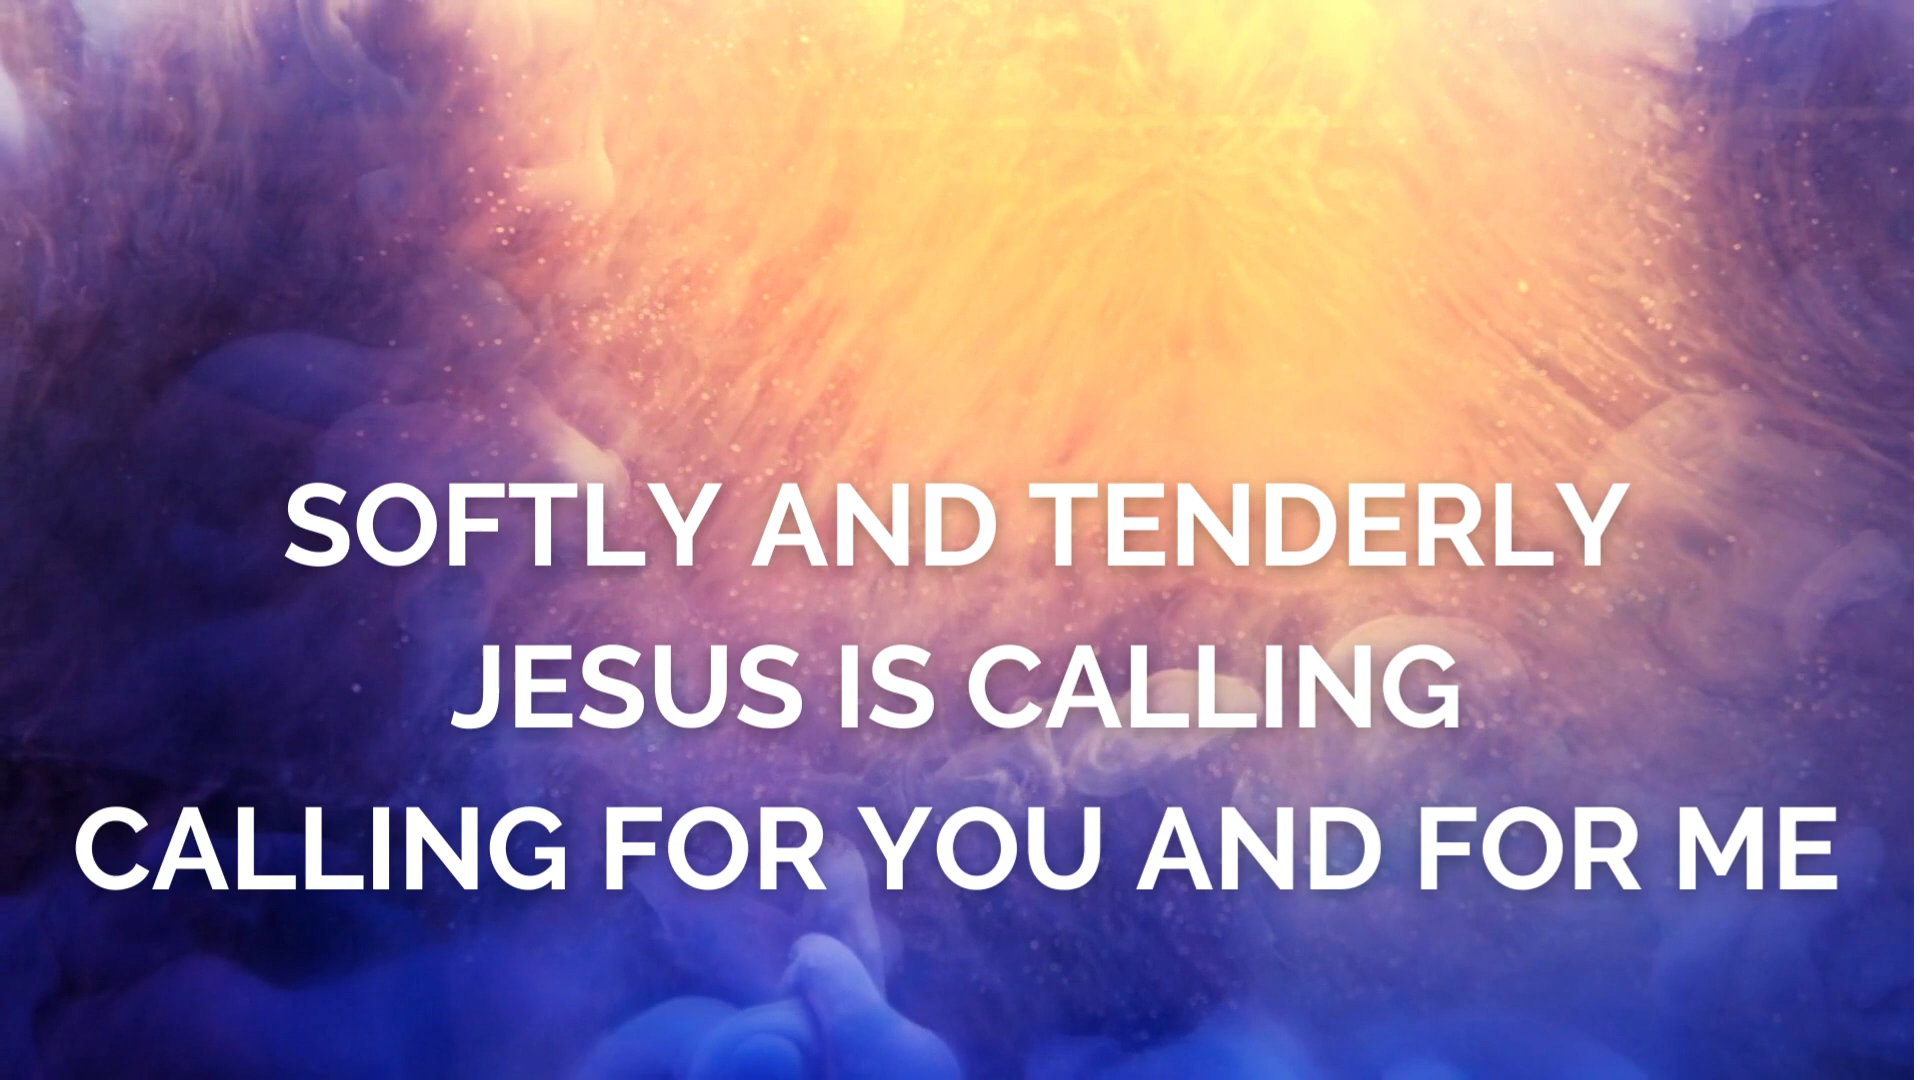 SOFTLY AND TENDERLY
JESUS IS CALLING
CALLING FOR YOU AND FOR ME